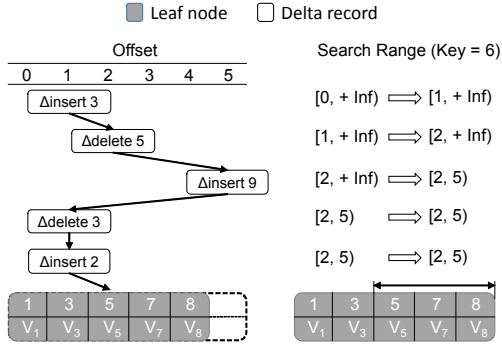 Leaf node Delta record
Offset
0 1 2 3 4 5
Δinsert 3
Δdelete 5
Δinsert 9
Δdelete 3
Δinsert 2
1 3 5 7 8
V1 V3 V5 V7 V8
Search Range (Key = 6)
[0, + Inf) ⇒ [1, + Inf)
[1, + Inf) ⇒ [2, + Inf)
[2, + Inf) ⇒ [2, 5)
[2, 5) ⇒ [2, 5)
[2, 5) ⇒ [2, 5)
1 3 5 7 8
V1 V3 V5 V7 V8